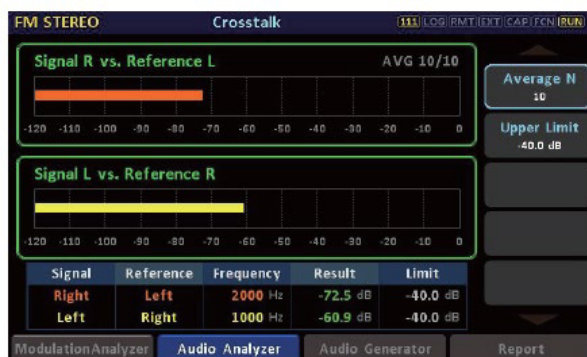 FM STEREO Crosstalk 111 LOG RMT EXT CAP FCN RUN
Signal R vs. Reference L AVG 10/10
-120 -110 -100 -90 -80 -70 -60 -50 -40 -30 -20 -10 0
Signal L vs. Reference R
-120 -110 -100 -90 -80 -70 -60 -50 -40 -30 -20 -10 0
Average N
10
Upper Limit
-40.0 dB
Signal Reference Frequency Result Limit
Right Left 2000 Hz -72.5 dB -40.0 dB
Left Right 1000 Hz -60.9 dB -40.0 dB
ModulationAnalyzer Audio Analyzer Audio Generator Report